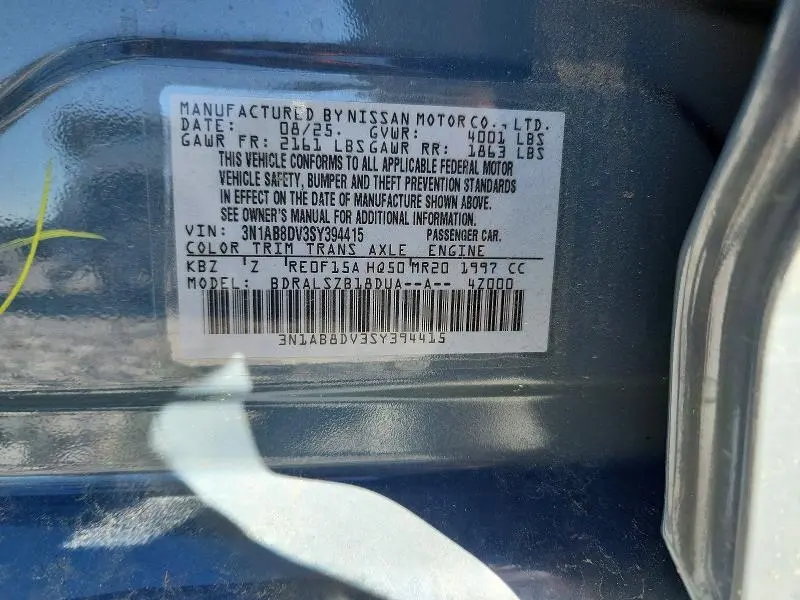 MANUFACTURED BY NISSAN MOTOR CO., LTD.
DATE: 08/25. GVWR: 4001 LBS
GAWR FR: 2161 LBS GAWR RR: 1863 LBS
THIS VEHICLE CONFORMS TO ALL APPLICABLE FEDERAL MOTOR
VEHICLE SAFETY, BUMPER AND THEFT PREVENTION STANDARDS
IN EFFECT ON THE DATE OF MANUFACTURE SHOWN ABOVE.
SEE OWNER'S MANUAL FOR ADDITIONAL INFORMATION.
VIN: 3N1AB8DV3SY394415 PASSENGER CAR.
COLOR TRIM TRANS AXLE ENGINE
KBZ 'Z RE0F15A HQ50 MR20 1997 CC
MODEL: BDRALSZB18DUA--A-- 4Z000
3N1AB8DV3SY394415